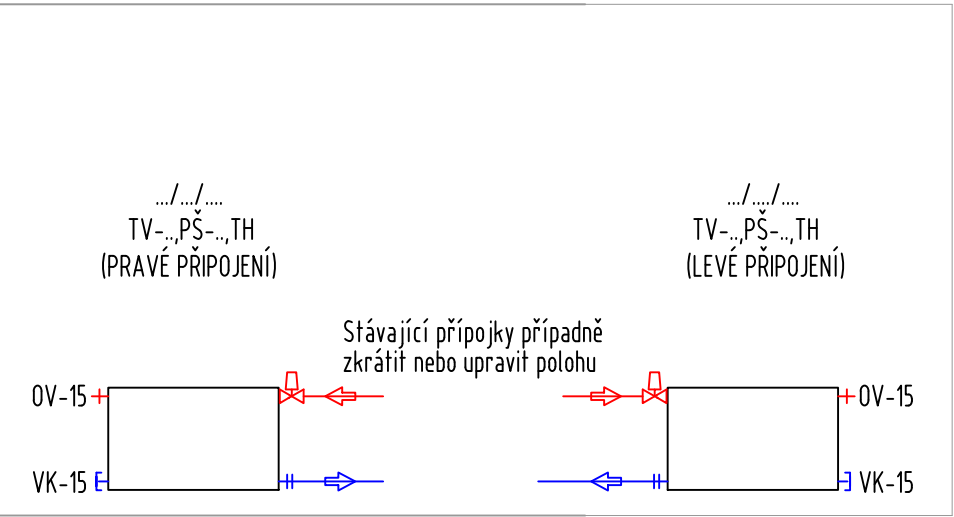 .../.../....
TV-..,PŠ-..,TH
(PRAVÉ PŘIPOJENÍ)
.../..../....
TV-..,PŠ-..,TH
(LEVÉ PŘIPOJENÍ)
Stávající přípojky případně
zkrátit nebo upravit polohu
OV-15
OV-15
VK-15
VK-15